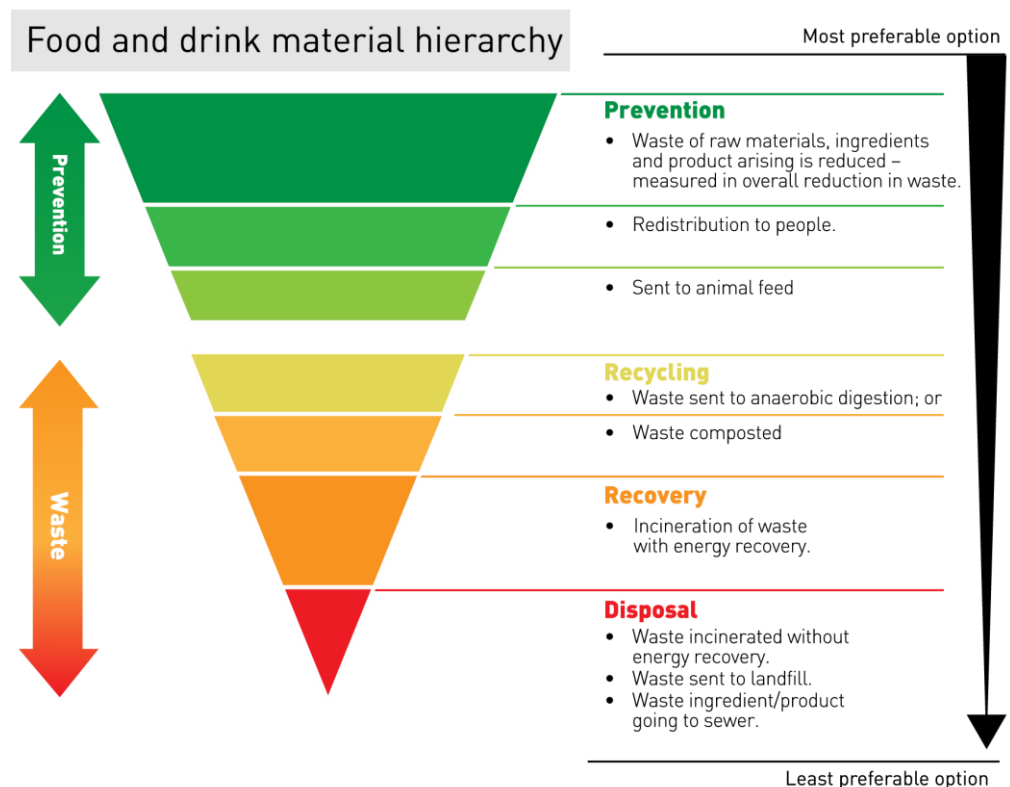 Food and drink material hierarchy
Most preferable option
Prevention
Prevention
• Waste of raw materials, ingredients
and product arising is reduced –
measured in overall reduction in waste.
• Redistribution to people.
• Sent to animal feed
Waste
Recycling
• Waste sent to anaerobic digestion; or
• Waste composted
Recovery
• Incineration of waste
with energy recovery.
Disposal
• Waste incinerated without
energy recovery.
• Waste sent to landfill.
• Waste ingredient/product
going to sewer.
Least preferable option